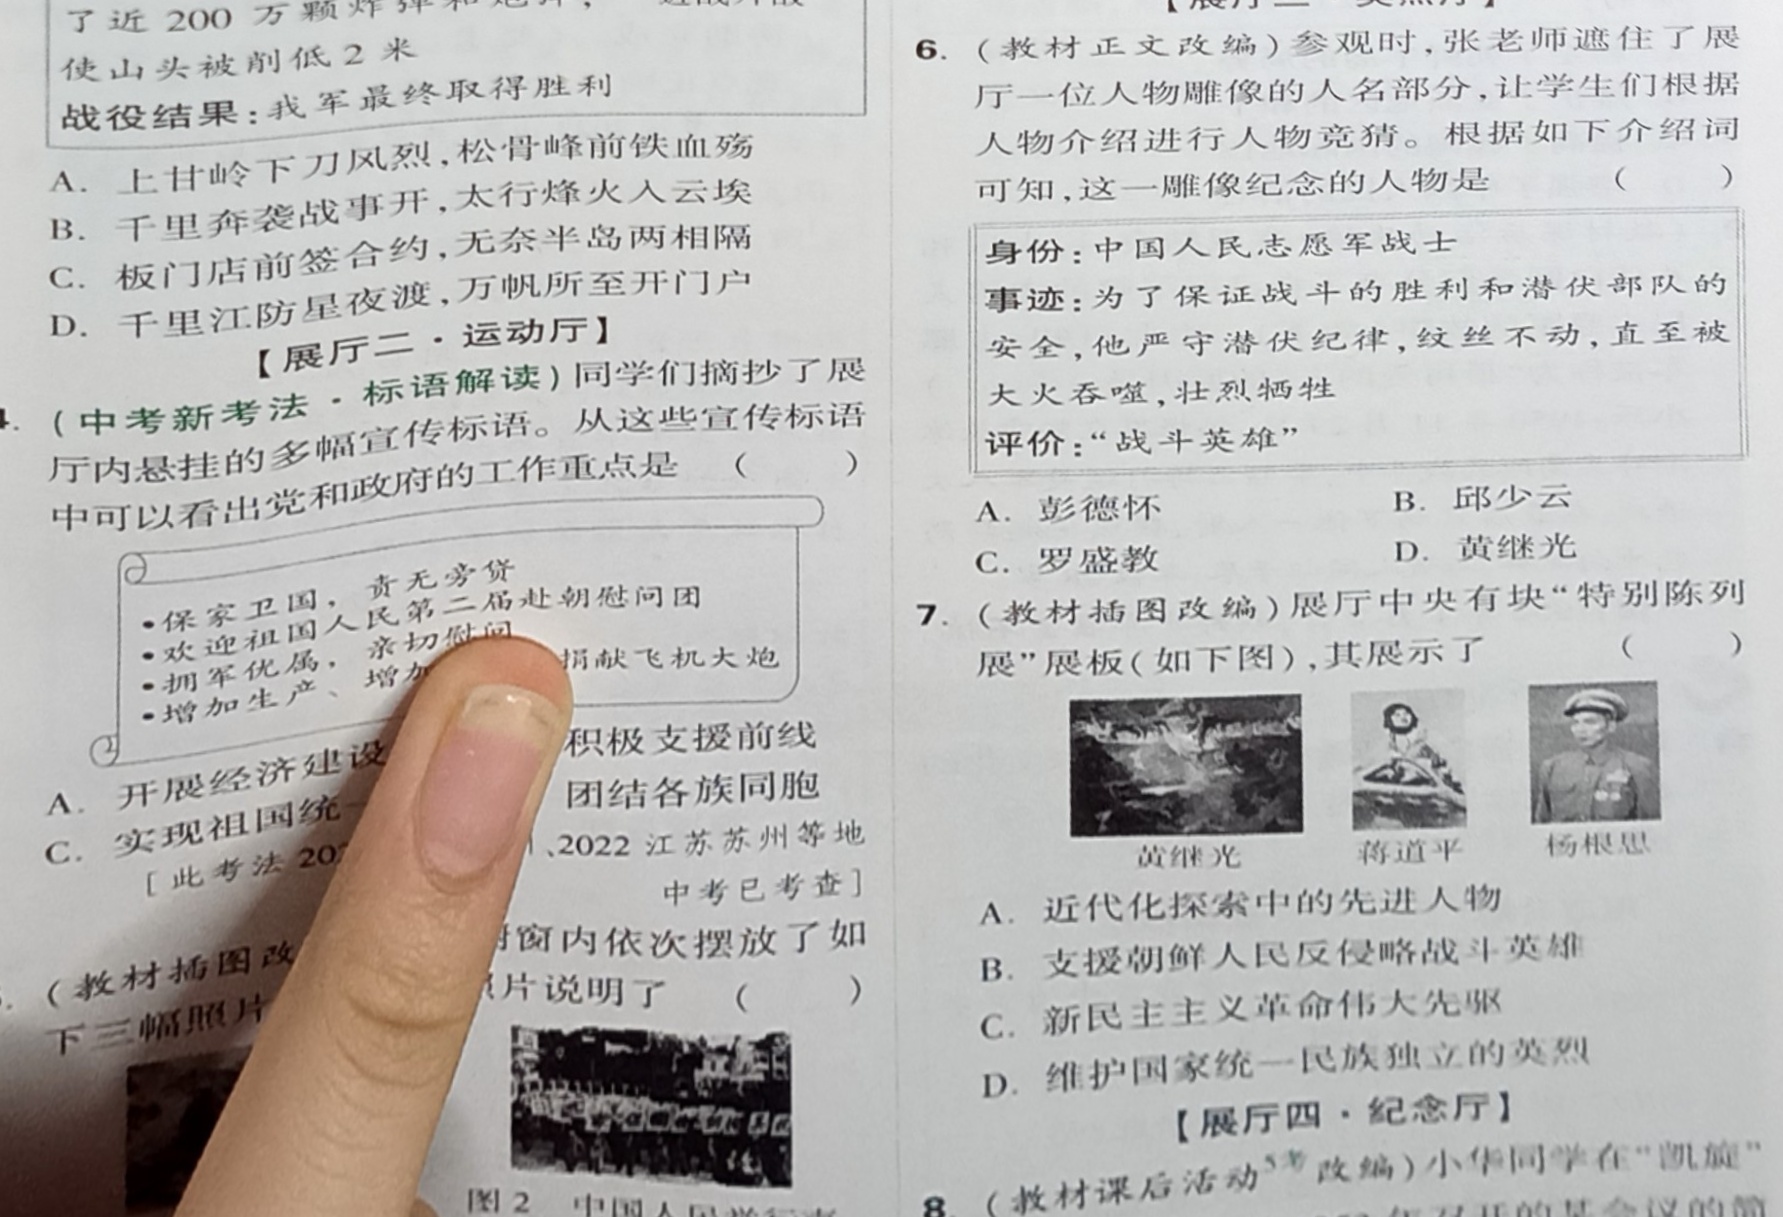 了近 200 万颗炸弹和炮弹，
使山头被削低 2 米
战役结果：我军最终取得胜利
A. 上甘岭下刀风烈，松骨峰前铁血殇
B. 千里奔袭战事开，太行烽火入云埃
C. 板门店前签合约，无奈半岛两相隔
D. 千里江防星夜渡，万帆所至开门户
【展厅二·运动厅】
4. (中考新考法·标语解读)同学们摘抄了展
厅内悬挂的多幅宣传标语。从这些宣传标语
中可以看出党和政府的工作重点是 ( )
•保家卫国，责无旁贷
•欢迎祖国人民第二届赴朝慰问团
•拥军优属，亲切慰问
•增加生产、增加 捐献飞机大炮
A. 开展经济建设 积极支援前线
C. 实现祖国统一 团结各族同胞
[此考法 202 、2022 江苏苏州等地
中考已考查]
(教材插图改 窗内依次摆放了如
下三幅照片 片说明了 ( )
图 2 中国人民
6. (教材正文改编)参观时，张老师遮住了展
厅一位人物雕像的人名部分，让学生们根据
人物介绍进行人物竞猜。根据如下介绍词
可知，这一雕像纪念的人物是 ( )
身份：中国人民志愿军战士
事迹：为了保证战斗的胜利和潜伏部队的
安全，他严守潜伏纪律，纹丝不动，直至被
大火吞噬，壮烈牺牲
评价：“战斗英雄”
A. 彭德怀 B. 邱少云
C. 罗盛教 D. 黄继光
7. (教材插图改编)展厅中央有块“特别陈列
展”展板(如下图)，其展示了 ( )
黄继光 蒋道平 杨根思
A. 近代化探索中的先进人物
B. 支援朝鲜人民反侵略战斗英雄
C. 新民主主义革命伟大先驱
D. 维护国家统一民族独立的英烈
【展厅四·纪念厅】
8. (教材课后活动改编)小华同学在“凯旋”